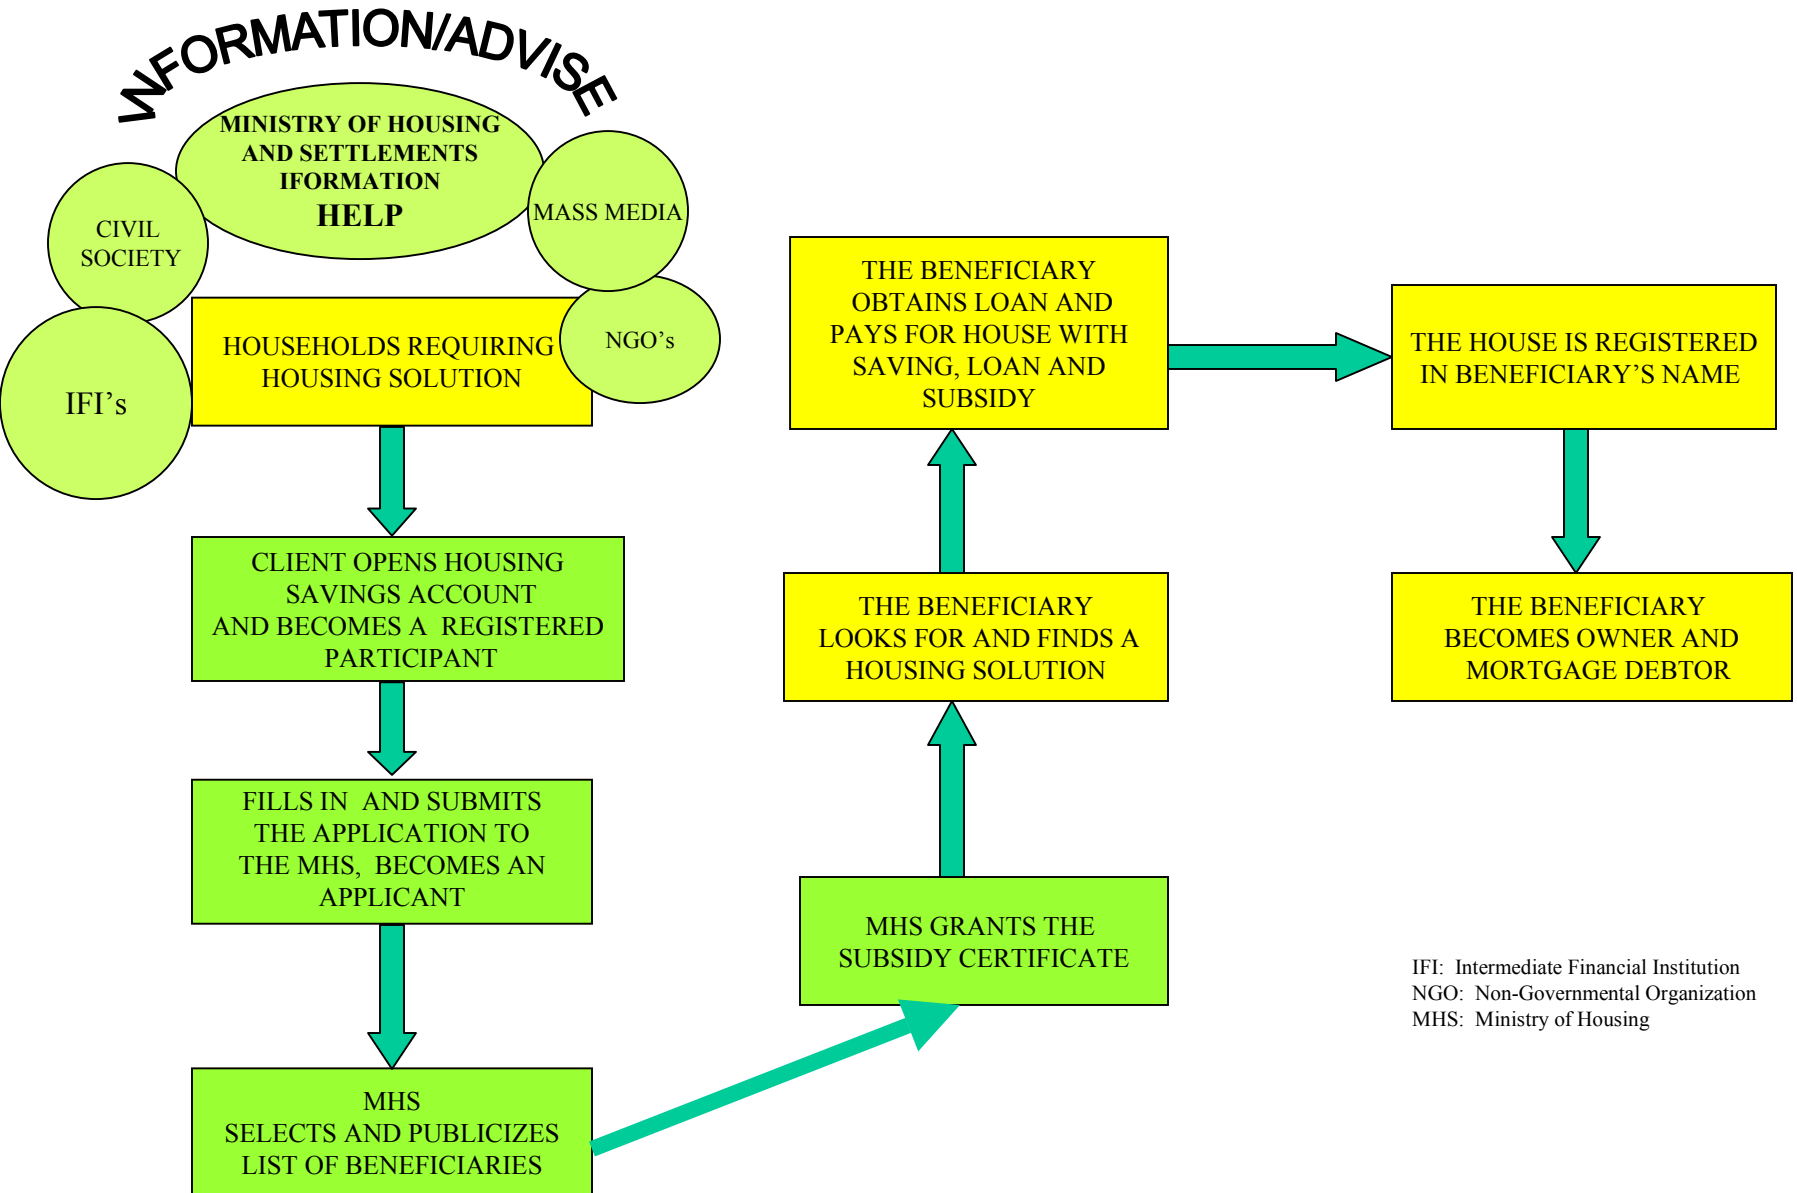 INFORMATION/ADVISE
MINISTRY OF HOUSING
AND SETTLEMENTS
IFORMATION
HELP
CIVIL
SOCIETY
MASS MEDIA
IFI's
NGO's
HOUSEHOLDS REQUIRING
HOUSING SOLUTION
CLIENT OPENS HOUSING
SAVINGS ACCOUNT
AND BECOMES A REGISTERED
PARTICIPANT
FILLS IN AND SUBMITS
THE APPLICATION TO
THE MHS, BECOMES AN
APPLICANT
MHS
SELECTS AND PUBLICIZES
LIST OF BENEFICIARIES
MHS GRANTS THE
SUBSIDY CERTIFICATE
THE BENEFICIARY
LOOKS FOR AND FINDS A
HOUSING SOLUTION
THE BENEFICIARY
OBTAINS LOAN AND
PAYS FOR HOUSE WITH
SAVING, LOAN AND
SUBSIDY
THE HOUSE IS REGISTERED
IN BENEFICIARY'S NAME
THE BENEFICIARY
BECOMES OWNER AND
MORTGAGE DEBTOR
IFI: Intermediate Financial Institution
NGO: Non-Governmental Organization
MHS: Ministry of Housing